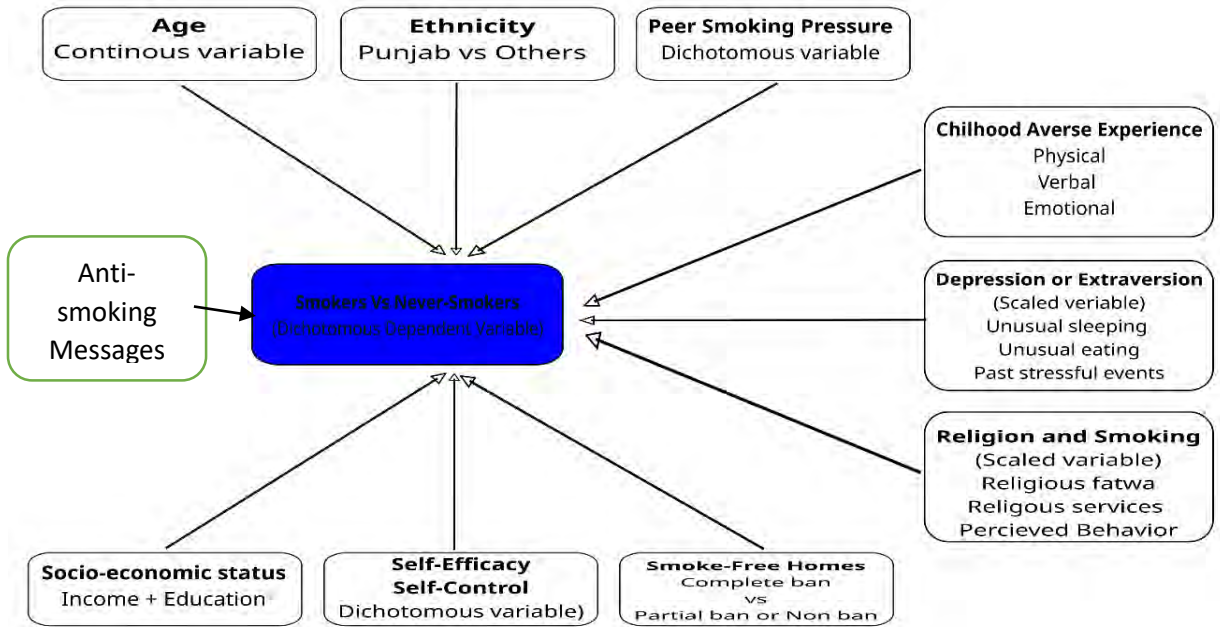 Age
Continous variable
Ethnicity
Punjab vs Others
Peer Smoking Pressure
Dichotomous variable
Chilhood Averse Experience
Physical
Verbal
Emotional
Anti-
smoking
Messages
Smokers Vs Never-Smokers
(Dichotomous Dependent Variable)
Depression or Extraversion
(Scaled veriable)
Unusual sleeping
Unusual eating
Past stressful events
Religion and Smoking
(Scaled variable)
Religious fatwa
Religous services
Percieved Behavior
Socio-economic status
Income + Education
Self-Efficacy
Self-Control
Dichotomous variable)
Smoke-Free Homes
Complete ban
vs
Partial ban or Non ban